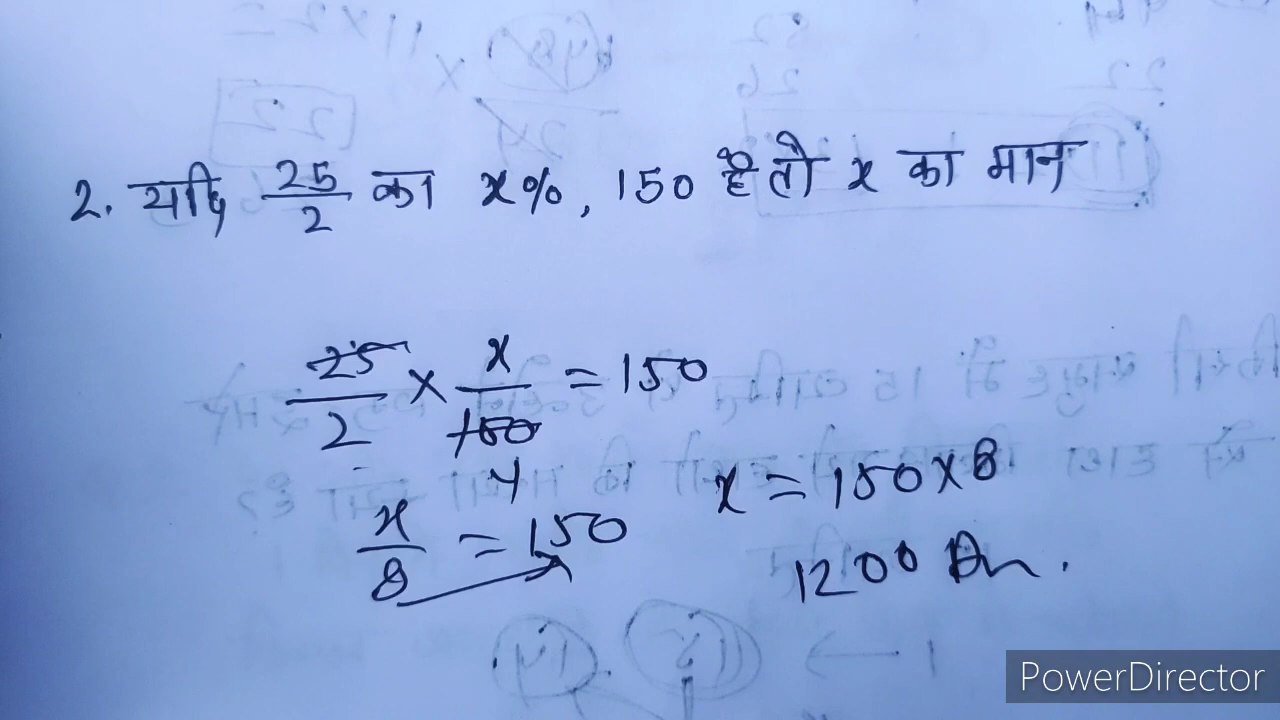 2. यदि 25/2 का x%, 150 है तो x का मान
25/2 × x/100 = 150
4
x/8 = 150
x = 150×8
1200 Ans.
PowerDirector